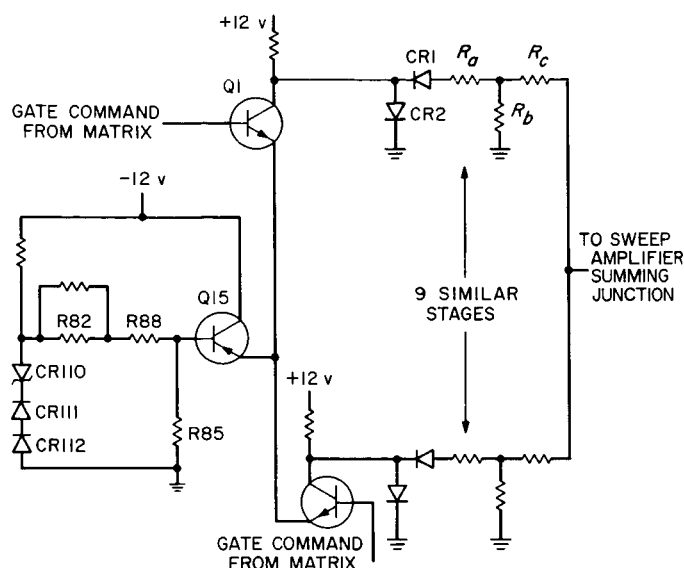 +12 v
CR1
Ra
Rc
Q1
GATE COMMAND
FROM MATRIX
CR2
Rb
-12 v
TO SWEEP
AMPLIFIER
SUMMING
JUNCTION
9 SIMILAR
STAGES
Q15
R82
R88
+12 v
CR110
CR111
CR112
R85
GATE COMMAND
FROM MATRIX